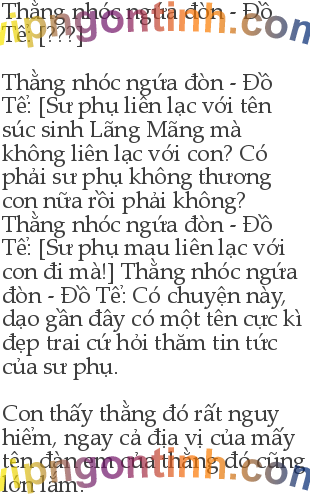 Thằng nhóc ngứa đòn - Đồ
Tể: [???]
vipngontinh.com
Thằng nhóc ngứa đòn - Đồ
Tể: [Sư phụ liên lạc với tên
súc sinh Lãng Mãng mà
không liên lạc với con? Có
phải sư phụ không thương
con nữa rồi phải không?
Thằng nhóc ngứa đòn - Đồ
Tể: [Sư phụ mau liên lạc với
con đi mà!] Thằng nhóc ngứa
đòn - Đồ Tể: Có chuyện này,
dạo gần đây có một tên cực kì
đẹp trai cứ hỏi thăm tin tức
của sư phụ.
Con thấy thằng đó rất nguy
hiểm, ngay cả địa vị của mấy
tên đàn em của thằng đó cũng
lớn lắm.
vipngontinh.com